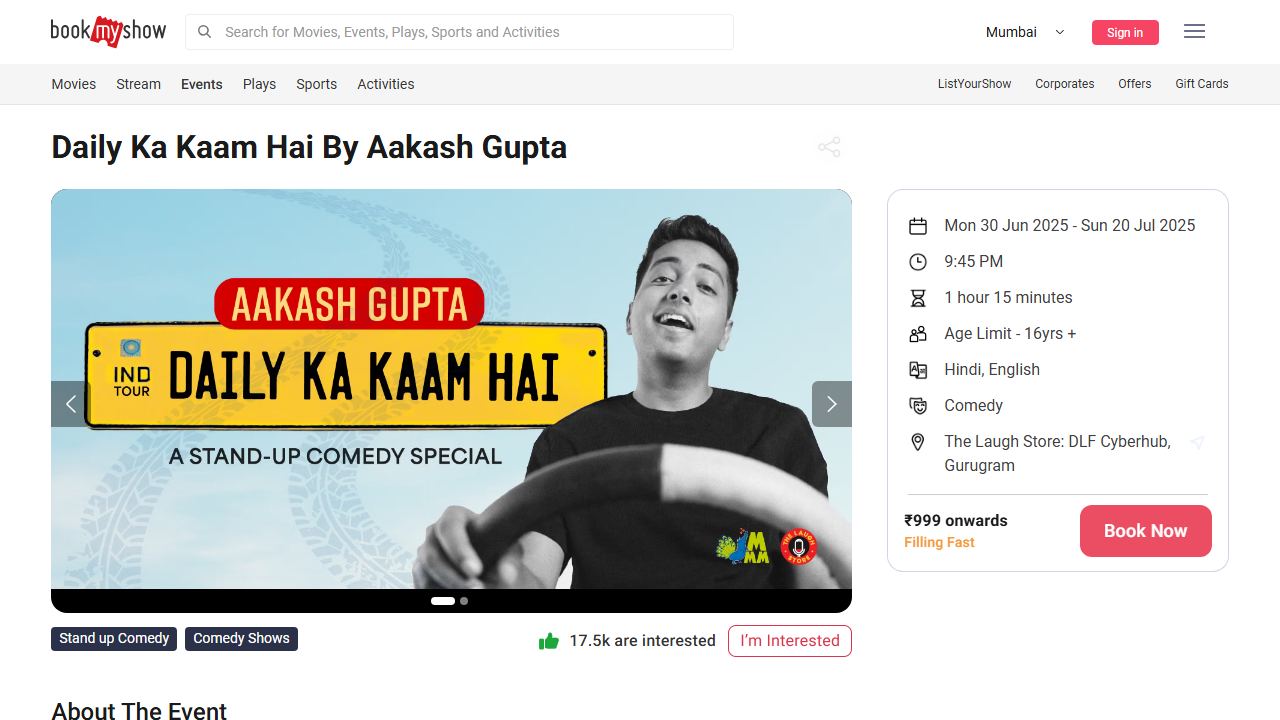 bookmyshow
Search for Movies, Events, Plays, Sports and Activities
Mumbai
Sign in
Movies Stream Events Plays Sports Activities
ListYourShow Corporates Offers Gift Cards
Daily Ka Kaam Hai By Aakash Gupta
AAKASH GUPTA
IND
TOUR
DAILY KA KAAM HAI
A STAND-UP COMEDY SPECIAL
M
MM
THE LAUGH
STORE
Mon 30 Jun 2025 - Sun 20 Jul 2025
9:45 PM
1 hour 15 minutes
Age Limit - 16yrs +
Hindi, English
Comedy
The Laugh Store: DLF Cyberhub,
Gurugram
₹999 onwards
Filling Fast
Book Now
Stand up Comedy
Comedy Shows
17.5k are interested
I'm Interested
About The Event